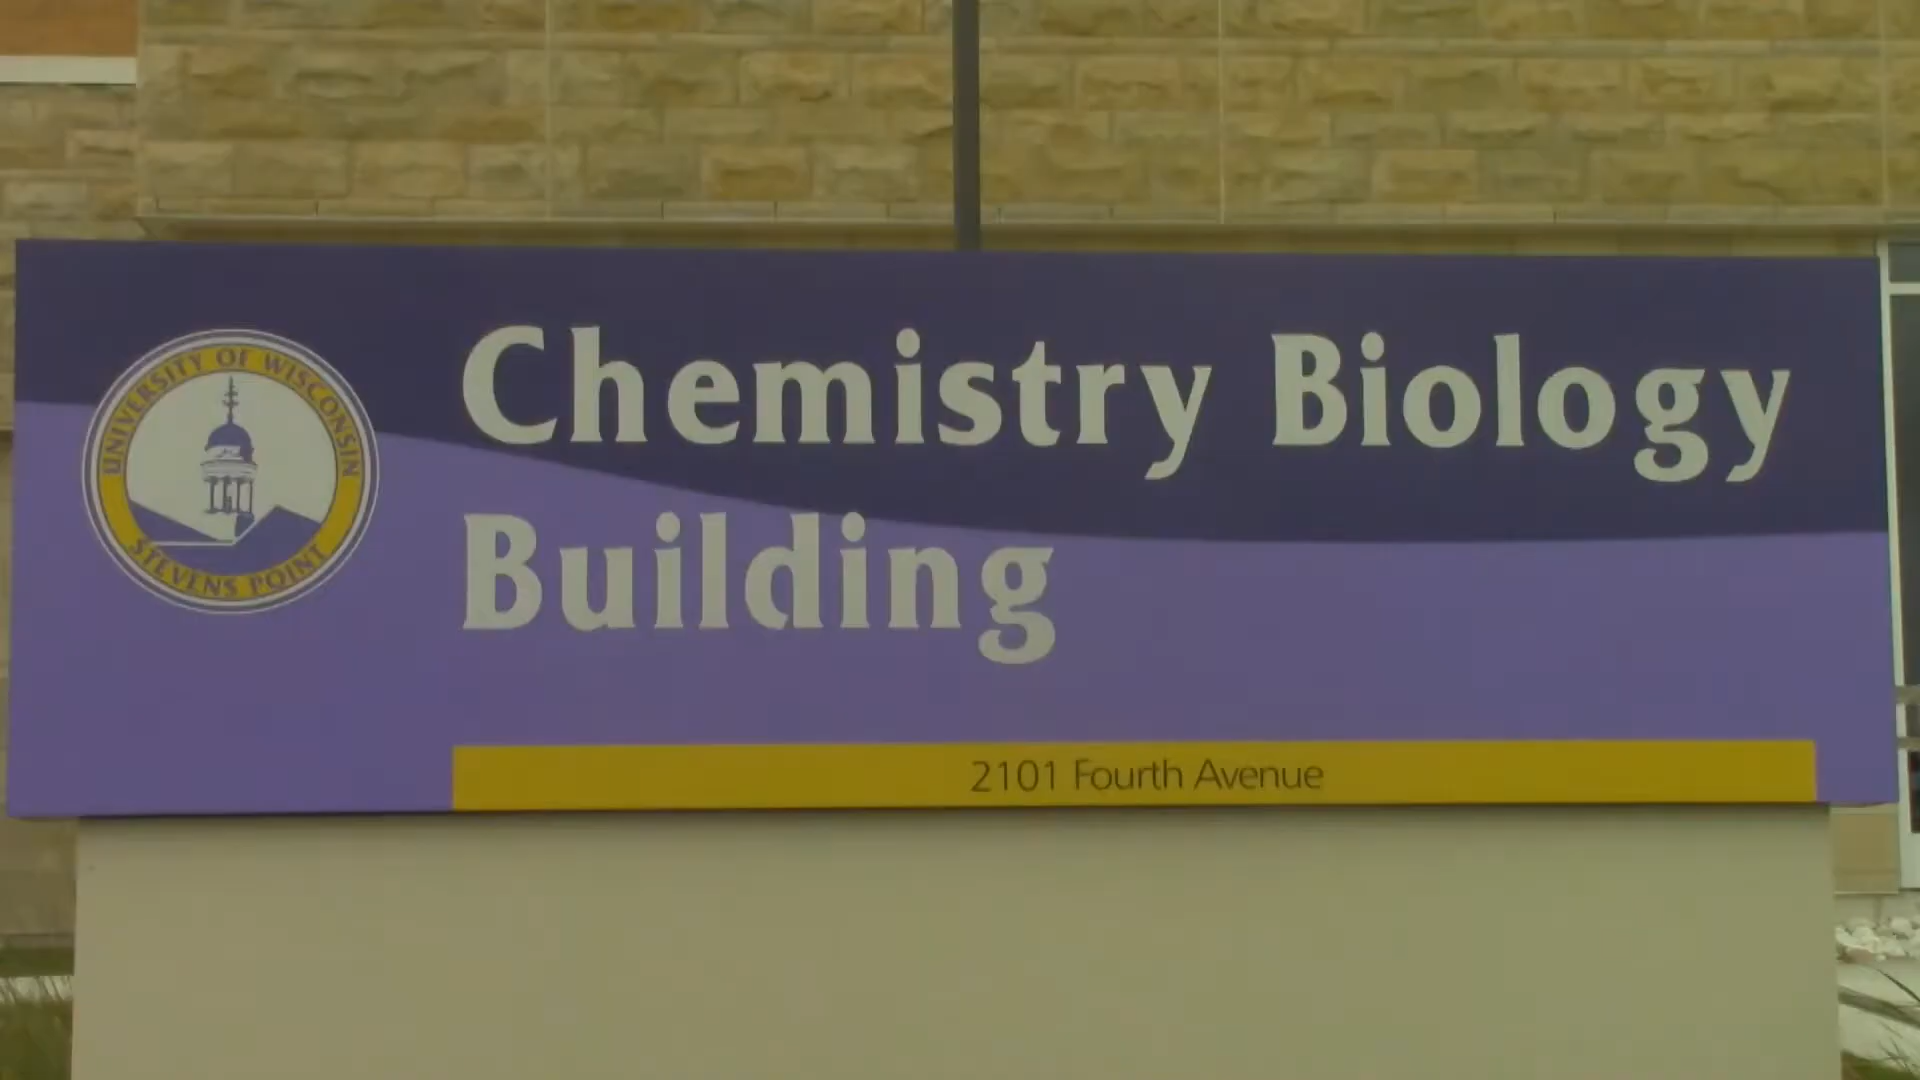 UNIVERSITY OF WISCONSIN
STEVENS POINT
Chemistry Biology
Building
2101 Fourth Avenue